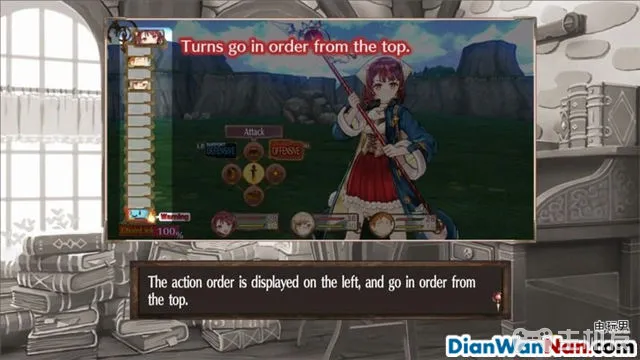 Turns go in order from the top.
Attack
SUPPORT
DEFENSIVE
OFFENSIVE
Warning
100%
The action order is displayed on the left, and go in order from
the top.
电玩男
DianWanNan.com